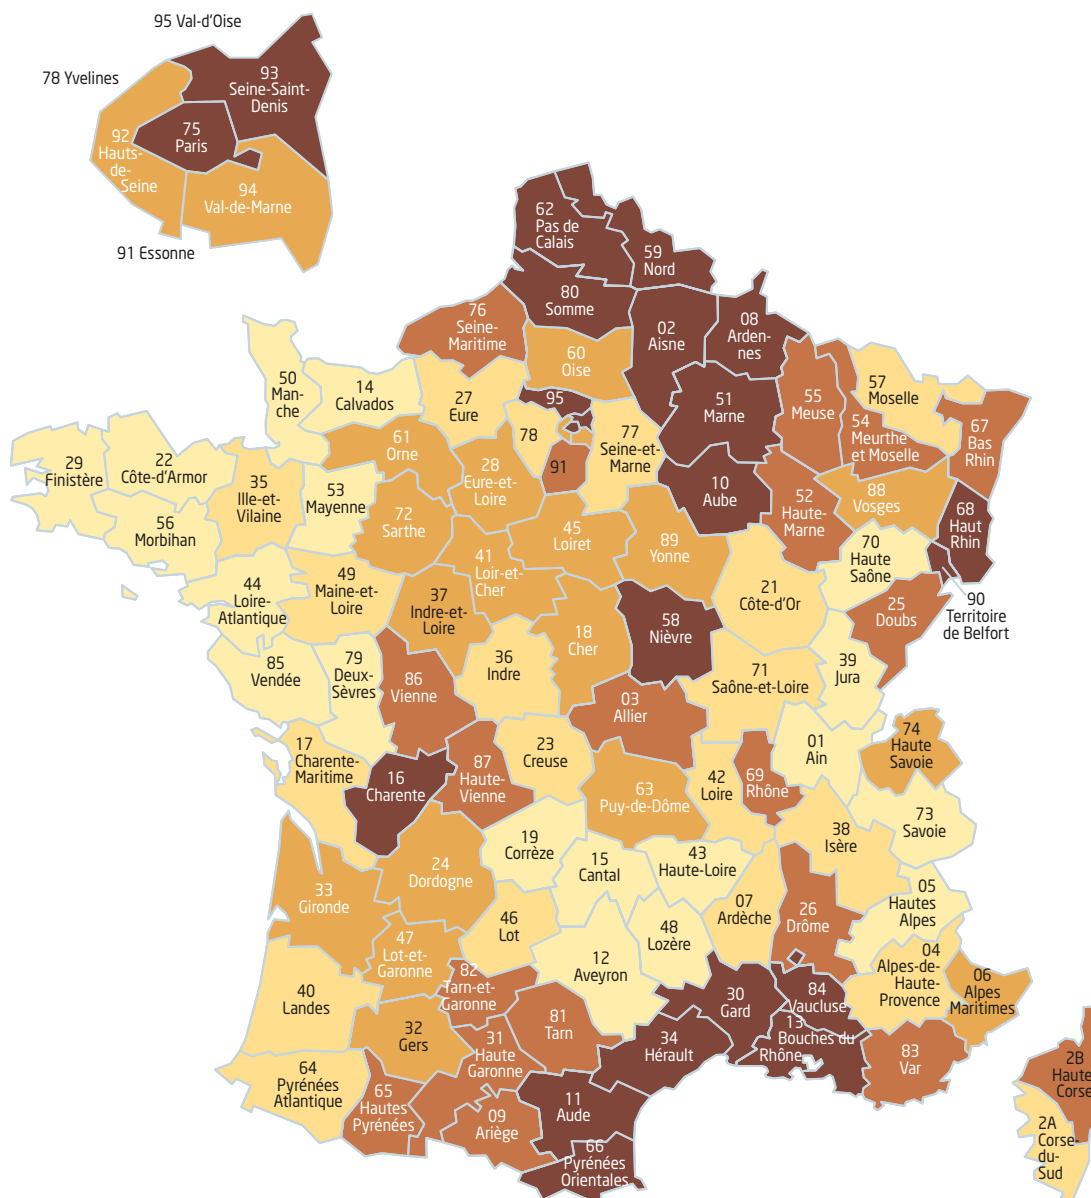 95 Val-d'Oise
78 Yvelines
93
Seine-Saint-
Denis
75
Paris
92
Hauts-
de-
Seine
94
Val-de-Marne
91 Essonne
62
Pas de
Calais
59
Nord
80
Somme
02
Aisne
08
Arden-
nes
76
Seine-
Maritime
60
Oise
50
Man-
che
14
Calvados
27
Eure
95
51
Marne
55
Meuse
57
Moselle
54
Meurthe
et Moselle
67
Bas
Rhin
78
77
Seine-et-
Marne
91
61
Orne
28
Eure-et-
Loire
29
Finistère
22
Côte-d'Armor
35
Ille-et-
Vilaine
53
Mayenne
10
Aube
52
Haute-
Marne
88
Vosges
68
Haut
Rhin
56
Morbihan
72
Sarthe
45
Loiret
89
Yonne
70
Haute
Saône
41
Loir-et-
Cher
44
Loire-
Atlantique
49
Maine-et-
Loire
37
Indre-et-
Loire
21
Côte-d'Or
25
Doubs
90
Territoire
de Belfort
58
Nièvre
18
Cher
85
Vendée
79
Deux-
Sèvres
86
Vienne
36
Indre
71
Saône-et-Loire
39
Jura
03
Allier
17
Charente-
Maritime
16
Charente
87
Haute-
Vienne
23
Creuse
63
Puy-de-Dôme
42
Loire
69
Rhône
01
Ain
74
Haute
Savoie
73
Savoie
38
Isère
19
Corrèze
15
Cantal
43
Haute-Loire
24
Dordogne
33
Gironde
46
Lot
07
Ardèche
26
Drôme
05
Hautes
Alpes
47
Lot-et-
Garonne
48
Lozère
12
Aveyron
04
Alpes-de-
Haute-
Provence
06
Alpes
Maritimes
40
Landes
82
Tarn-et-
Garonne
30
Gard
84
Vaucluse
32
Gers
81
Tarn
31
Haute
Garonne
34
Hérault
13
Bouches du
Rhône
83
Var
64
Pyrénées
Atlantique
65
Hautes
Pyrénées
09
Ariège
11
Aude
66
Pyrénées
Orientales
2B
Haute
Corse
2A
Corse-
du-
Sud